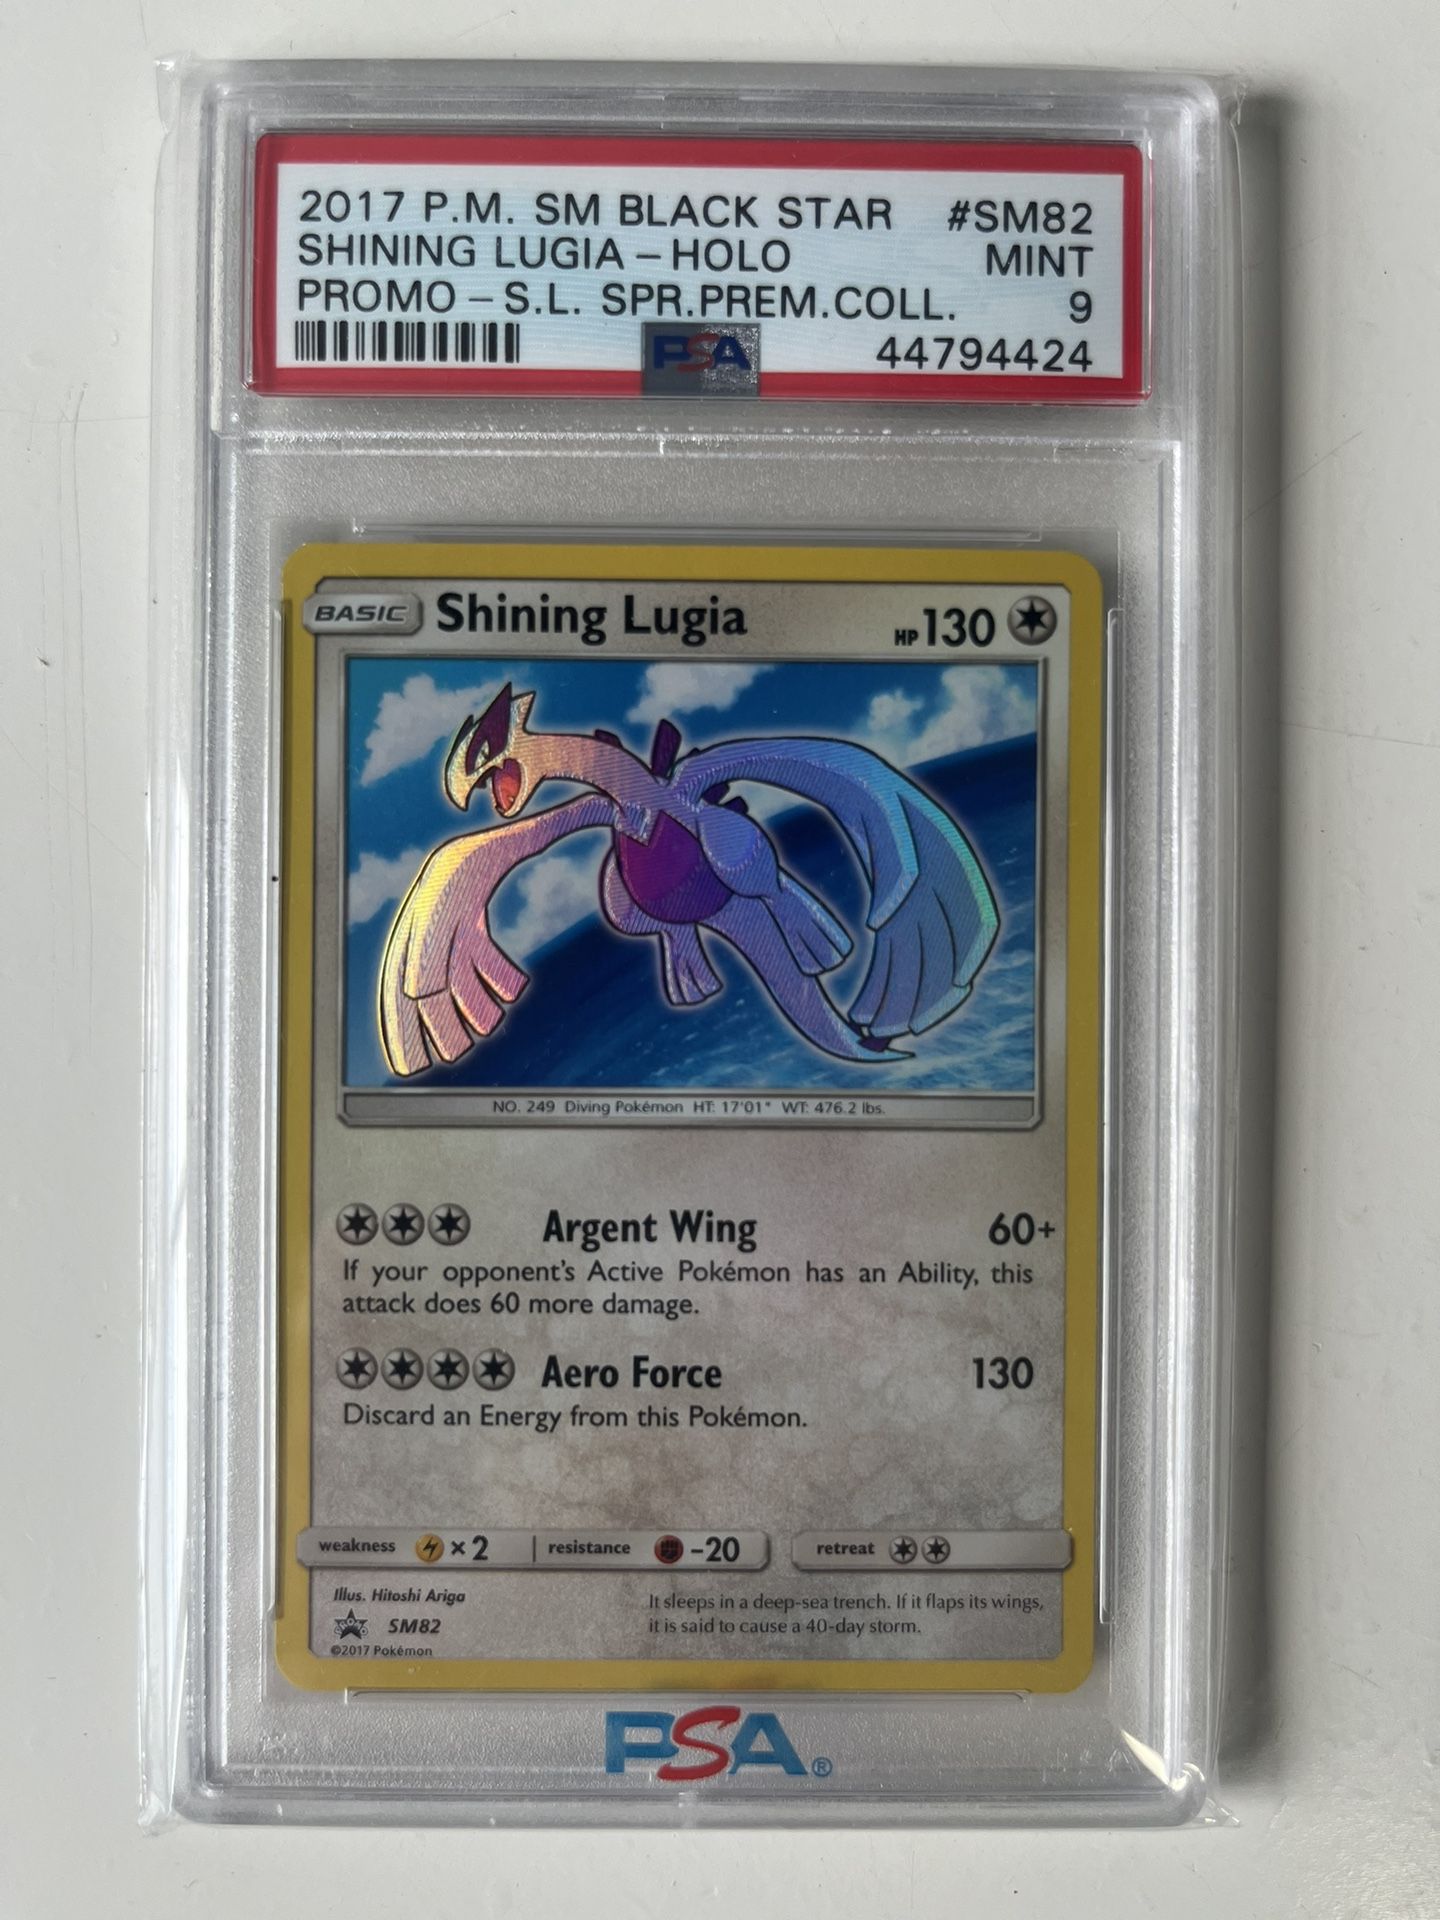 2017 P.M. SM BLACK STAR #SM82
SHINING LUGIA – HOLO MINT
PROMO – S.L. SPR.PREM.COLL. 9
PSA 44794424
BASIC Shining Lugia HP 130
NO. 249 Diving Pokémon HT: 17'01" WT: 476.2 lbs.
Argent Wing 60+
If your opponent's Active Pokémon has an Ability, this
attack does 60 more damage.
Aero Force 130
Discard an Energy from this Pokémon.
weakness × 2 resistance -20 retreat
Illus. Hitoshi Ariga
SM82
©2017 Pokémon
It sleeps in a deep-sea trench. If it flaps its wings,
it is said to cause a 40-day storm.
PSA®